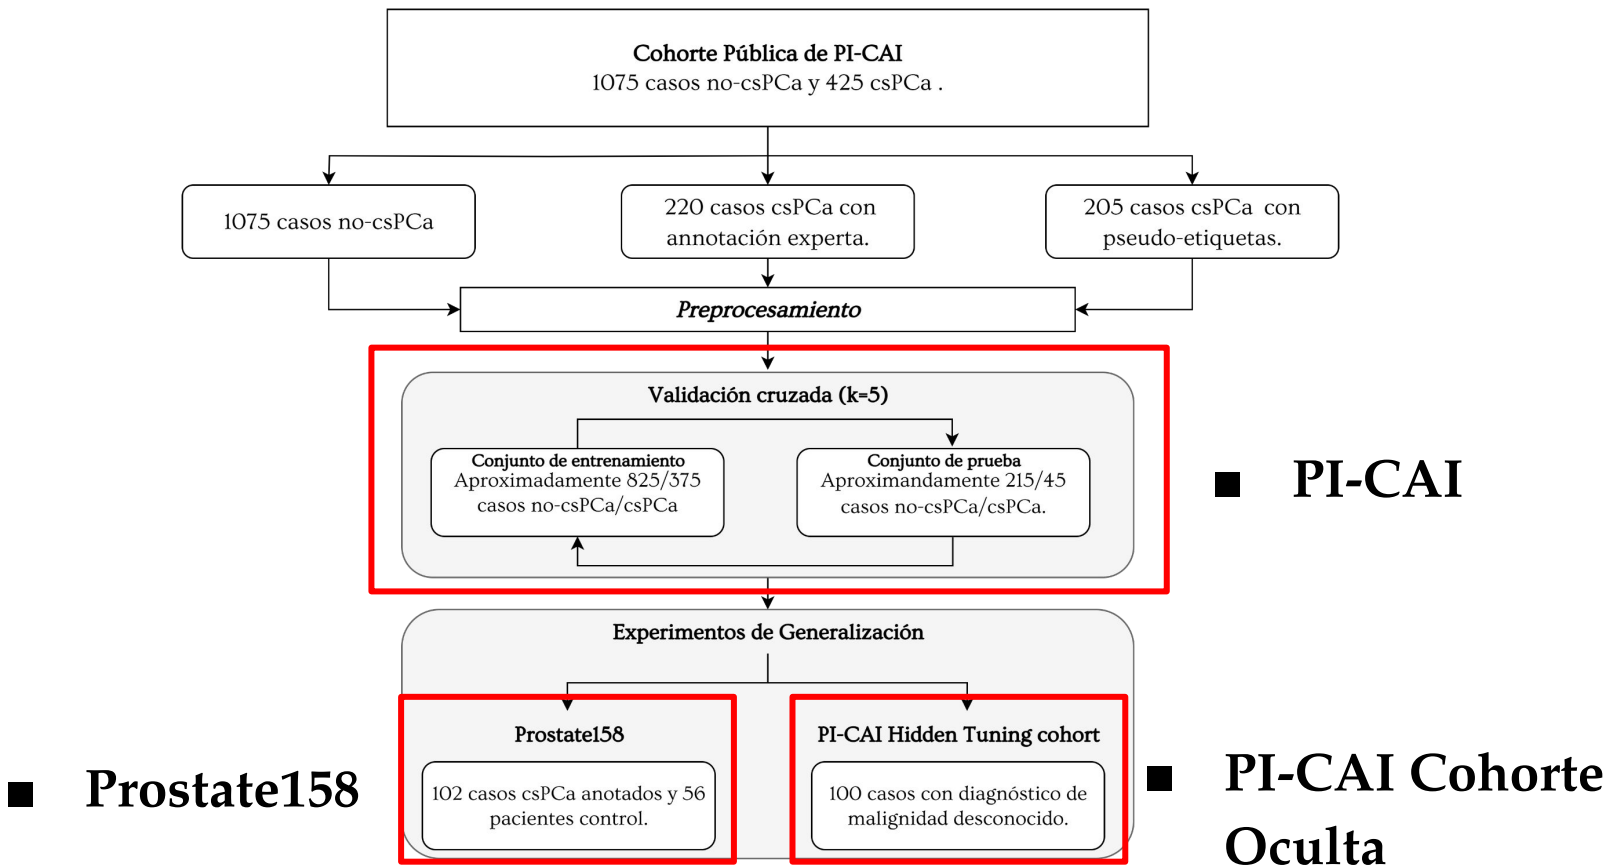 Cohorte Pública de PI-CAI
1075 casos no-csPCa y 425 csPCa .
1075 casos no-csPCa
220 casos csPCa con
annotación experta.
205 casos csPCa con
pseudo-etiquetas.
Preprocesamiento
Validación cruzada (k=5)
Conjunto de entrenamiento
Aproximadamente 825/375
casos no-csPCa/csPCa
Conjunto de prueba
Aproximandamente 215/45
casos no-csPCa/csPCa.
■ PI-CAI
Experimentos de Generalización
Prostate158
102 casos csPCa anotados y 56
pacientes control.
PI-CAI Hidden Tuning cohort
100 casos con diagnóstico de
malignidad desconocido.
■ Prostate158
■ PI-CAI Cohorte
Oculta